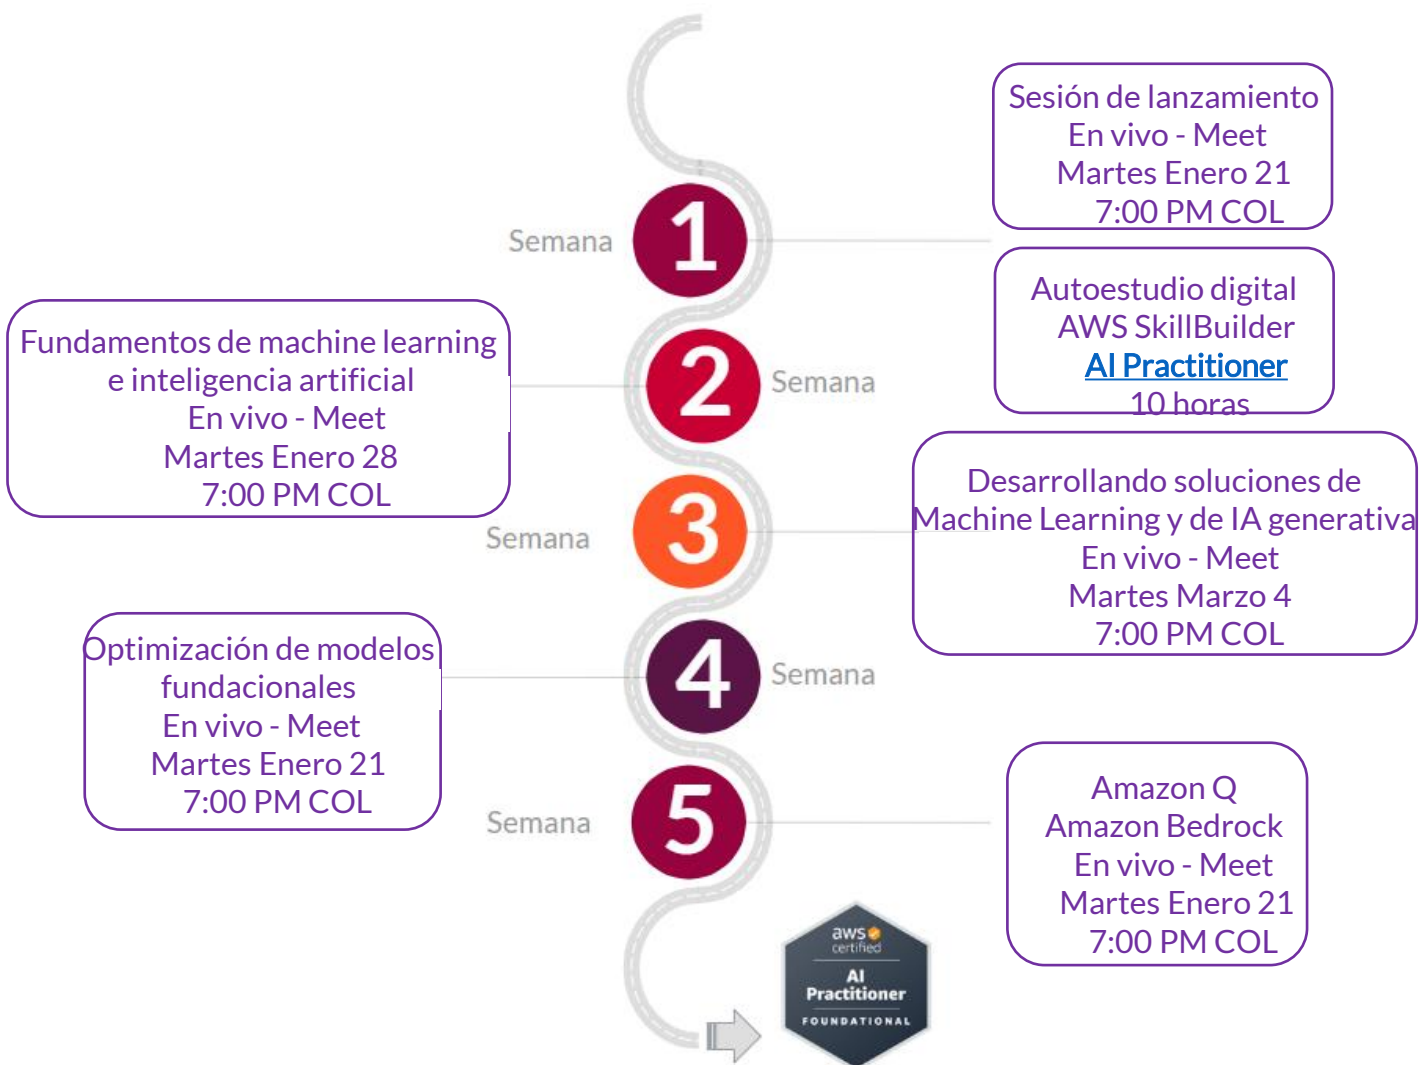 Sesión de lanzamiento
En vivo - Meet
Martes Enero 21
7:00 PM COL
Semana
1
Autoestudio digital
AWS SkillBuilder
AI Practitioner
10 horas
Fundamentos de machine learning
e inteligencia artificial
En vivo - Meet
Martes Enero 28
7:00 PM COL
2
Semana
Semana
3
Desarrollando soluciones de
Machine Learning y de IA generativa
En vivo - Meet
Martes Marzo 4
7:00 PM COL
Optimización de modelos
fundacionales
En vivo - Meet
Martes Enero 21
7:00 PM COL
4
Semana
Semana
5
Amazon Q
Amazon Bedrock
En vivo - Meet
Martes Enero 21
7:00 PM COL
aws
certified
AI
Practitioner
FOUNDATIONAL